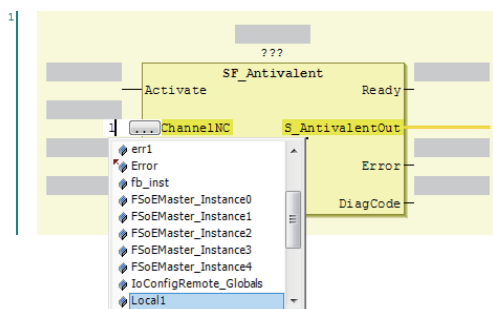 1
???
SF_Antivalent
Activate Ready
1 ... ChannelNC S_AntivalentOut
err1
Error Error
fb_inst
FSoEMaster_Instance0
FSoEMaster_Instance1 DiagCode
FSoEMaster_Instance2
FSoEMaster_Instance3
FSoEMaster_Instance4
IoConfigRemote_Globals
Local1